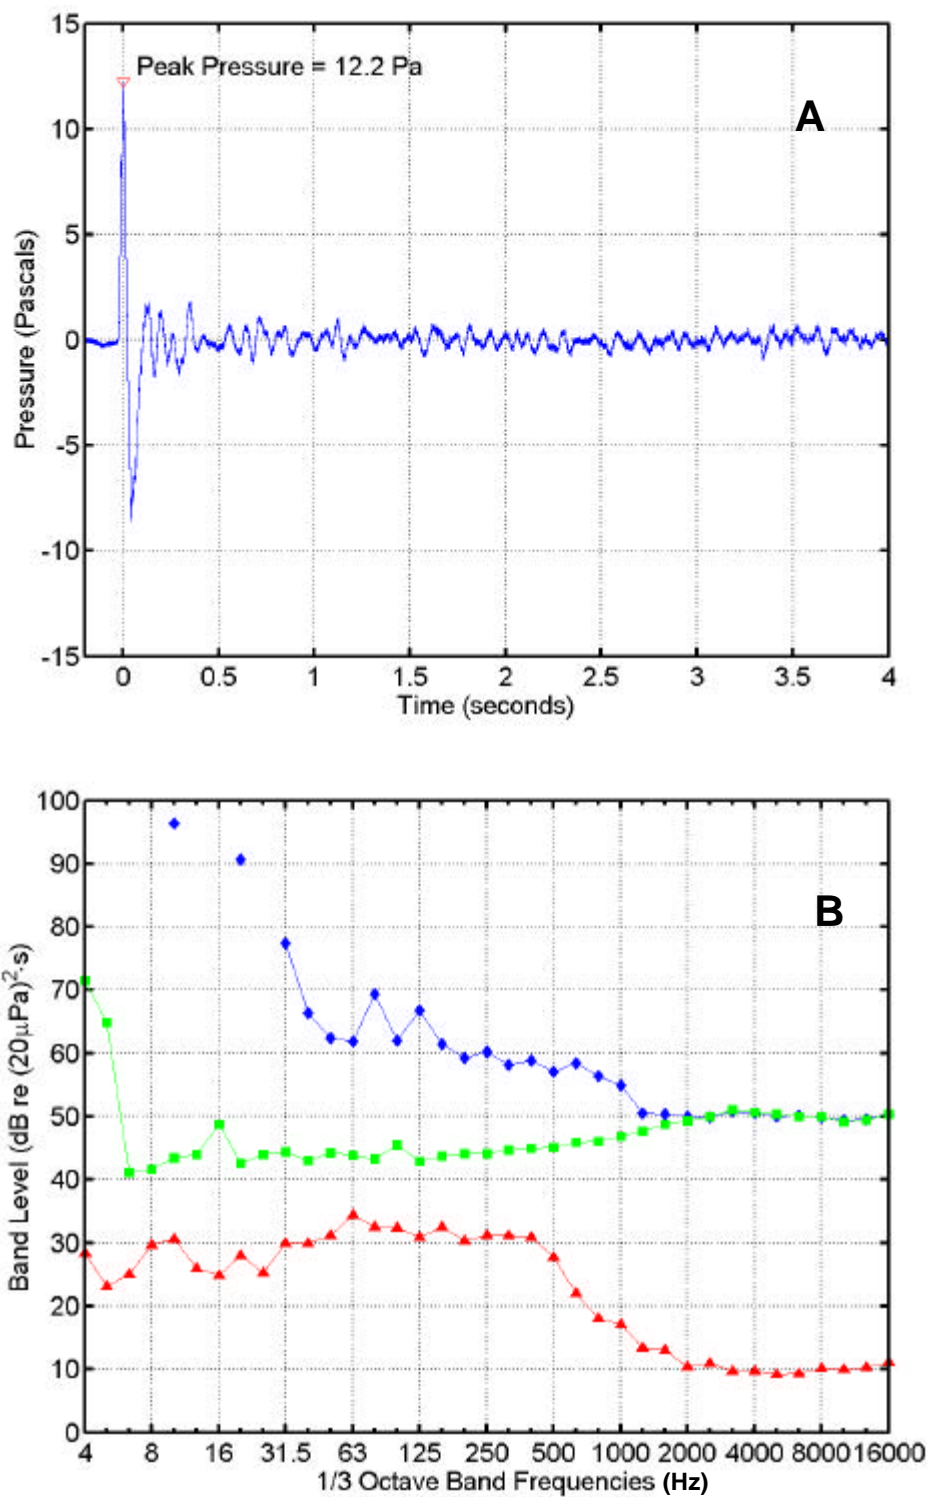 15
Peak Pressure = 12.2 Pa
A
10
5
0
-5
-10
-15
Pressure (Pascals)
0 0.5 1 1.5 2 2.5 3 3.5 4
Time (seconds)
100
90
B
80
70
60
50
40
30
20
10
0
Band Level (dB re (20μPa)²·s)
4 8 16 31.5 63 125 250 500 1000 2000 4000 8000 16000
1/3 Octave Band Frequencies (Hz)